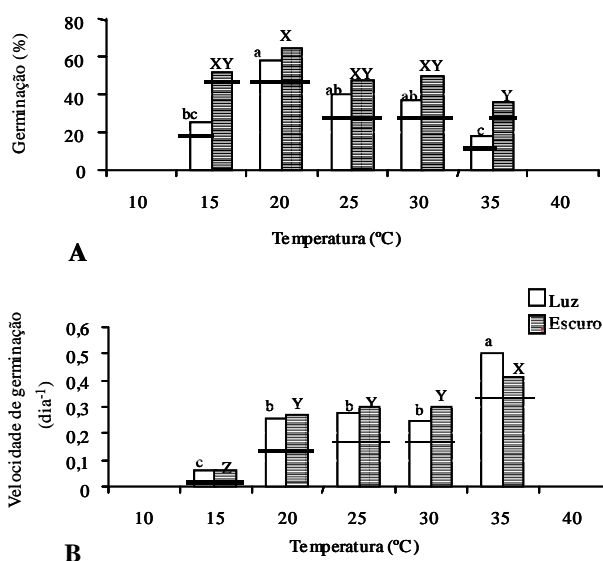 80
60
40
20
0
Germinação (%)
bc
XY
a
X
ab
XY
ab
XY
c
Y
10 15 20 25 30 35 40
Temperatura (ºC)
A
Luz
Escuro
0,6
0,5
0,4
0,2
0,1
0
Velocidade de germinação
(dia-1)
c
Z
b
Y
b
Y
b
Y
a
X
10 15 20 25 30 35 40
Temperatura (ºC)
B